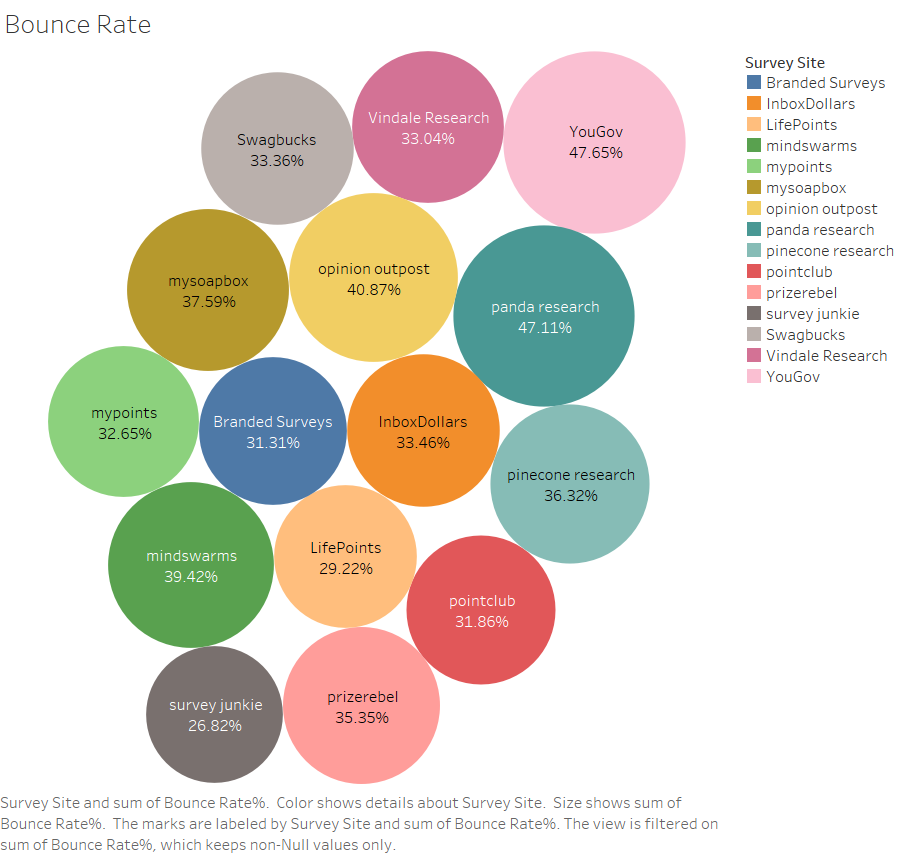 Bounce Rate
Swagbucks
33.36%
Vindale Research
33.04%
YouGov
47.65%
mysoapbox
37.59%
opinion outpost
40.87%
panda research
47.11%
mypoints
32.65%
Branded Surveys
31.31%
InboxDollars
33.46%
pinecone research
36.32%
mindswarms
39.42%
LifePoints
29.22%
pointclub
31.86%
survey junkie
26.82%
prizerebel
35.35%
Survey Site
Branded Surveys
InboxDollars
LifePoints
mindswarms
mypoints
mysoapbox
opinion outpost
panda research
pinecone research
pointclub
prizerebel
survey junkie
Swagbucks
Vindale Research
YouGov
Survey Site and sum of Bounce Rate%.  Color shows details about Survey Site.  Size shows sum of
Bounce Rate%.  The marks are labeled by Survey Site and sum of Bounce Rate%. The view is filtered on
sum of Bounce Rate%, which keeps non-Null values only.